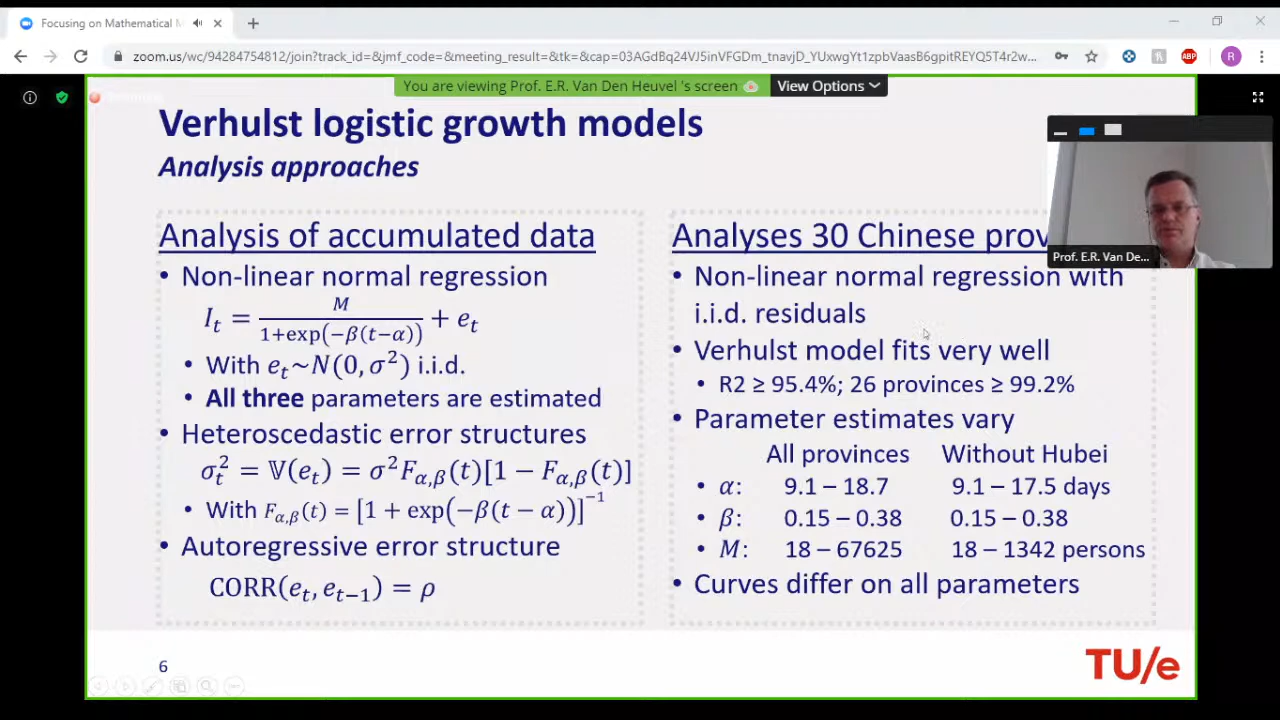 Focusing on Mathematical M
zoom.us/wc/94284754812/join?track_id=&jmf_code=&meeting_result=&tk=&cap=03AGdBq24VJ5inVFGDm_tnavjD_YUxwgYt1zpbVaasB6gpitREYQ5T4r2w...
ABP
R
You are viewing Prof. E.R. Van Den Heuvel 's screen
View Options
Verhulst logistic growth models
Analysis approaches
Analysis of accumulated data
• Non-linear normal regression
I_t = M / (1+exp(−β(t−α))) + e_t
• With e_t~N(0, σ²) i.i.d.
• All three parameters are estimated
• Heteroscedastic error structures
σ_t² = 𝕍(e_t) = σ²F_{α,β}(t)[1 − F_{α,β}(t)]
• With F_{α,β}(t) = [1 + exp(−β(t − α))]⁻¹
• Autoregressive error structure
CORR(e_t, e_{t−1}) = ρ
Analyses 30 Chinese prov
• Non-linear normal regression with
i.i.d. residuals
• Verhulst model fits very well
• R2 ≥ 95.4%; 26 provinces ≥ 99.2%
• Parameter estimates vary
All provinces Without Hubei
• α: 9.1 – 18.7 9.1 – 17.5 days
• β: 0.15 – 0.38 0.15 – 0.38
• M: 18 – 67625 18 – 1342 persons
• Curves differ on all parameters
Prof. E.R. Van De...
6
TU/e